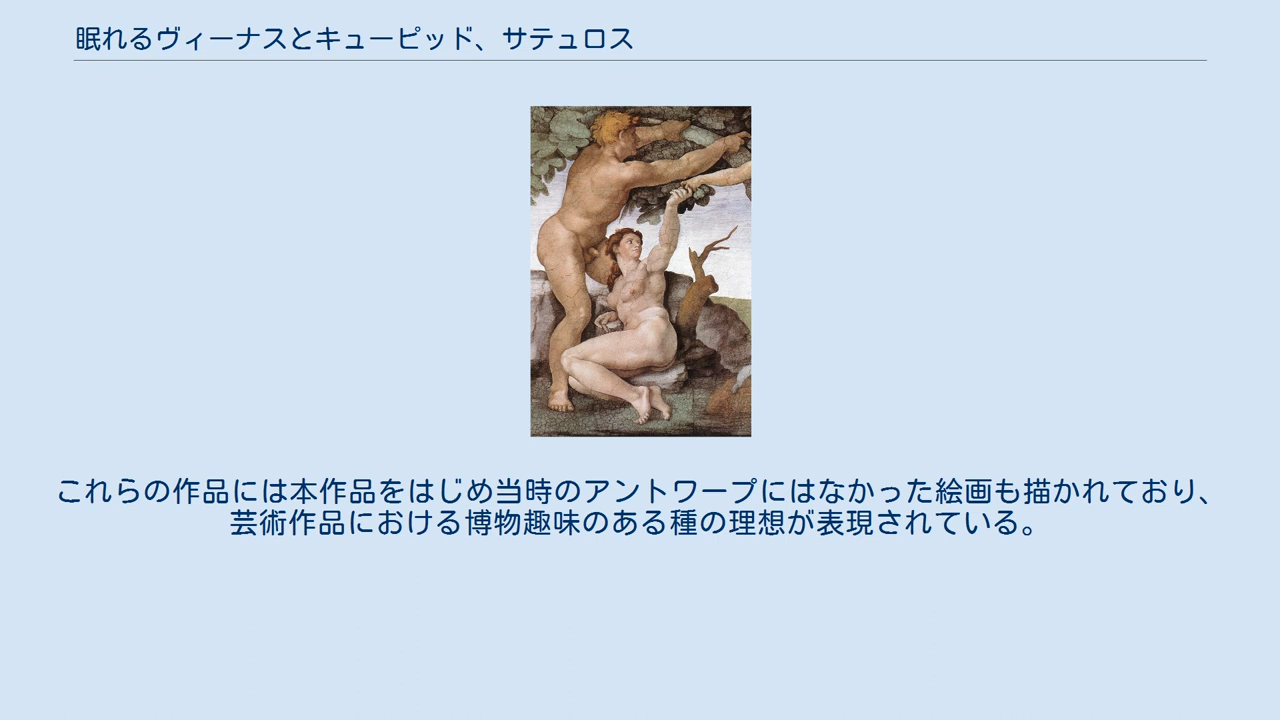 眠れるヴィーナスとキューピッド、サテュロス
これらの作品には本作品をはじめ当時のアントワープにはなかった絵画も描かれており、
芸術作品における博物趣味のある種の理想が表現されている。